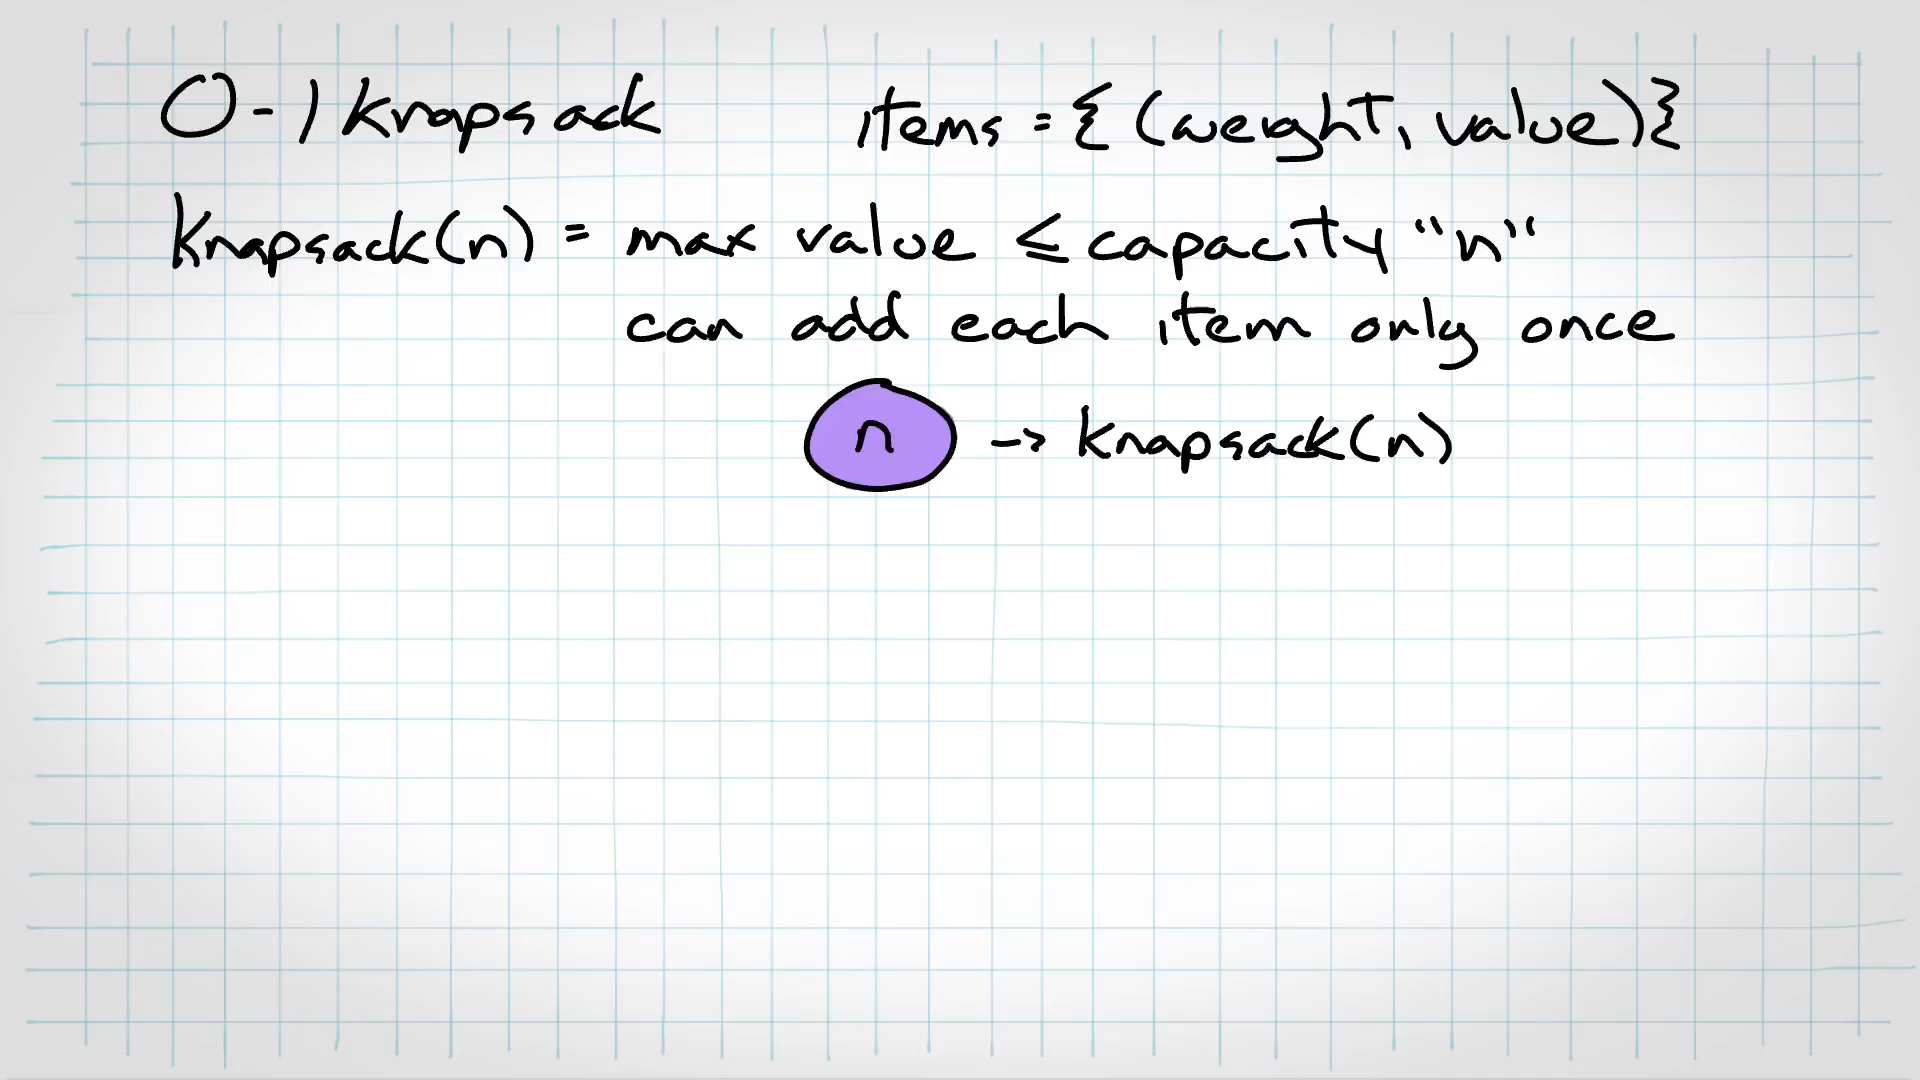 0-1 Knapsack items = { (weight, value) }
Knapsack(n) = max value ≤ capacity "n"
can add each item only once
n -> Knapsack(n)